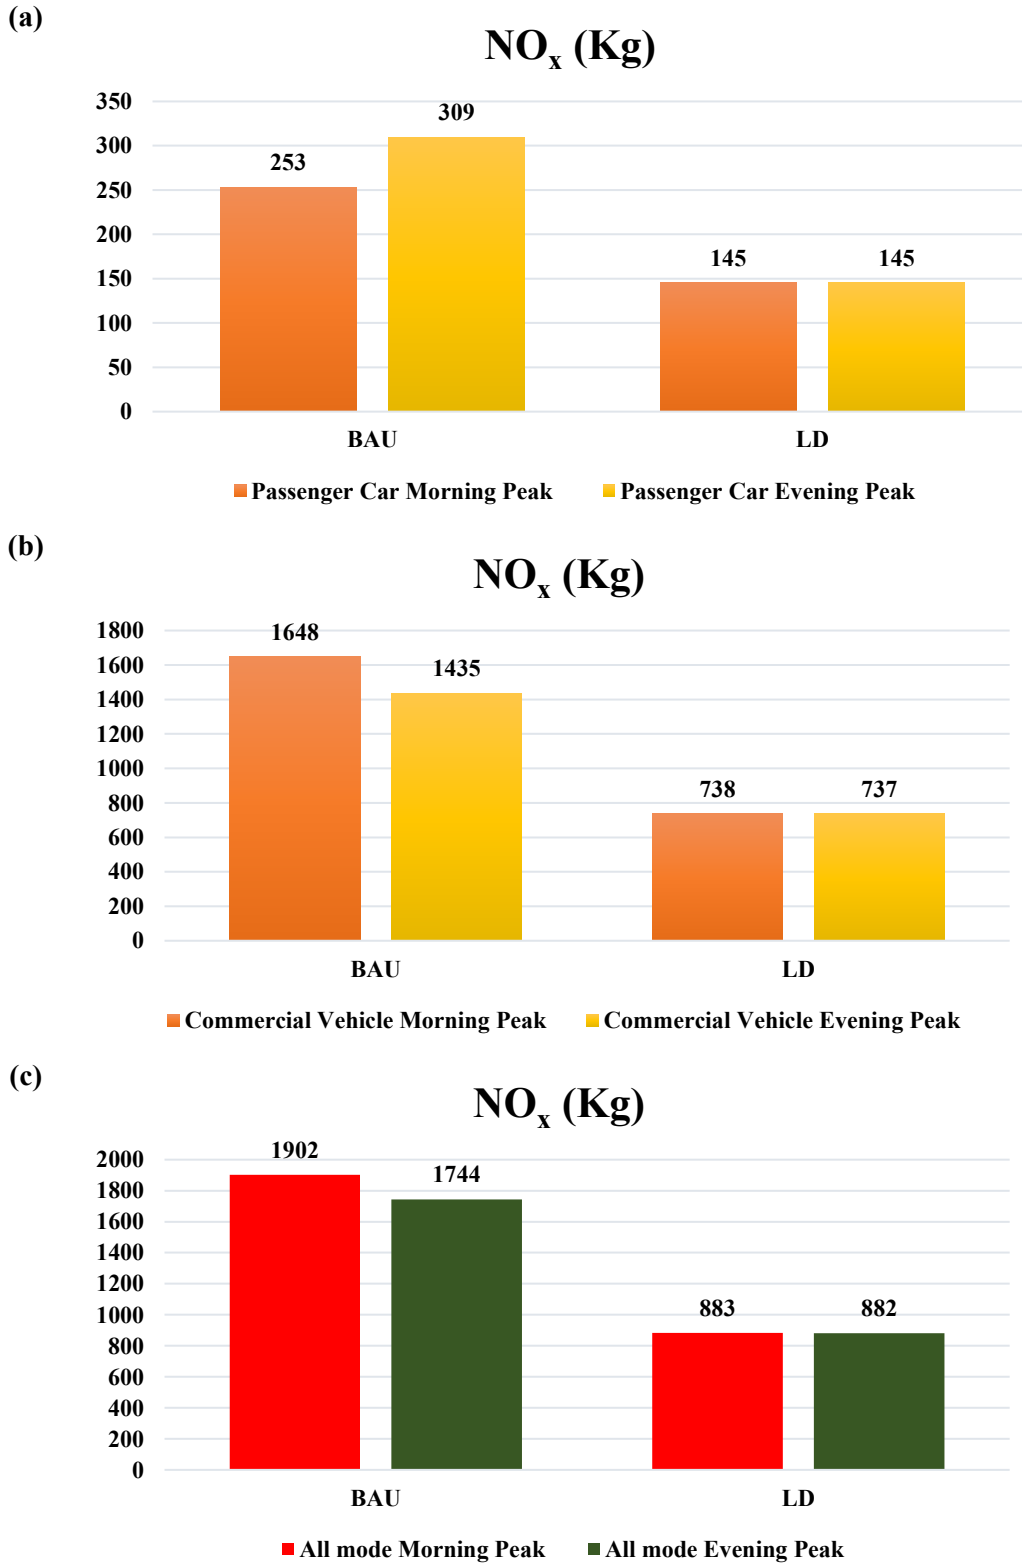 (a)
NOx (Kg)
350
300
250
200
150
100
50
0
253
309
145
145
BAU
LD
Passenger Car Morning Peak
Passenger Car Evening Peak
(b)
NOx (Kg)
1800
1600
1400
1200
1000
800
600
400
200
0
1648
1435
738
737
BAU
LD
Commercial Vehicle Morning Peak
Commercial Vehicle Evening Peak
(c)
NOx (Kg)
2000
1800
1600
1400
1200
1000
800
600
400
200
0
1902
1744
883
882
BAU
LD
All mode Morning Peak
All mode Evening Peak